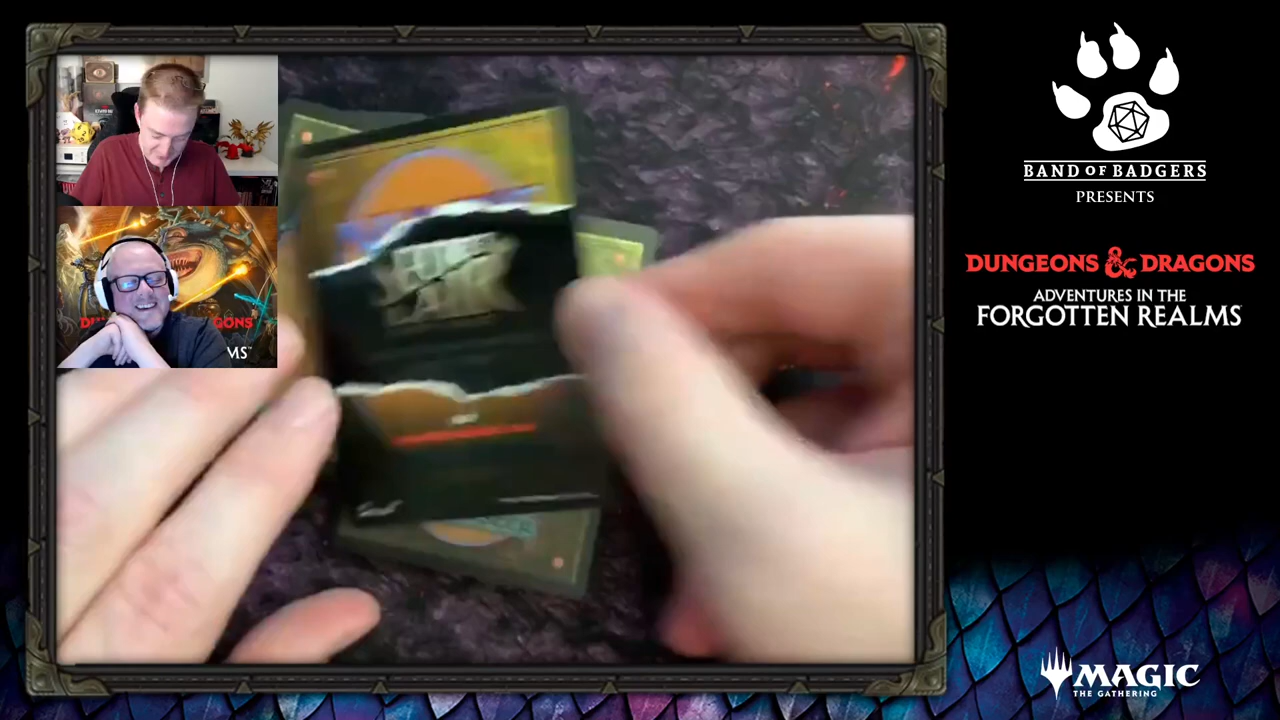 BAND OF BADGERS
PRESENTS
DUNGEONS & DRAGONS
ADVENTURES IN THE
FORGOTTEN REALMS
MAGIC
THE GATHERING